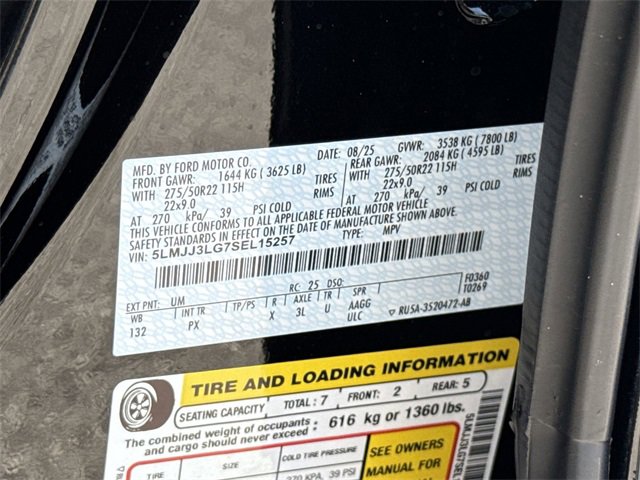 MFD. BY FORD MOTOR CO. DATE: 08/25 GVWR: 3538 KG ( 7800 LB)
FRONT GAWR: 1644 KG ( 3625 LB) REAR GAWR: 2084 KG ( 4595 LB)
WITH 275/50R22 115H TIRES WITH 275/50R22 115H TIRES
22x9.0 RIMS 22x9.0 RIMS
AT 270 kPa/ 39 PSI COLD AT 270 kPa/ 39 PSI COLD
THIS VEHICLE CONFORMS TO ALL APPLICABLE FEDERAL MOTOR VEHICLE
SAFETY STANDARDS IN EFFECT ON THE DATE OF MANUFACTURE SHOWN ABOVE.
VIN: 5LMJJ3LG7SEL15257 TYPE: MPV
F0360
T0269
EXT PNT: UM RC: 25 DSO:
WB INT TR TP/PS R AXLE TR SPR
132 PX X 3L U AAGG
ULC
RU5A-3520472-AB
TIRE AND LOADING INFORMATION
SEATING CAPACITY TOTAL: 7 FRONT: 2 REAR: 5
The combined weight of occupants
and cargo should never exceed : 616 kg or 1360 lbs.
TIRE SIZE COLD TIRE PRESSURE
270 KPA, 39 PSI
SEE OWNERS
MANUAL FOR
5LMJJ3LG7SE